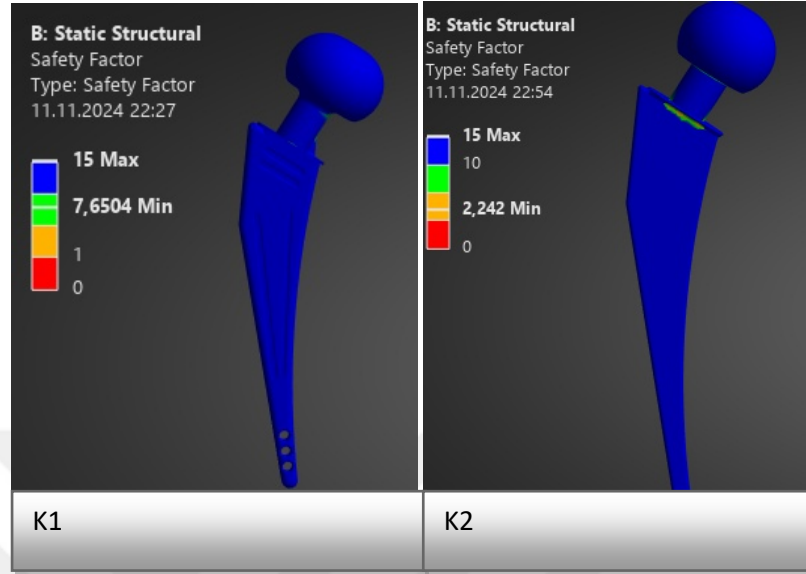 B: Static Structural
Safety Factor
Type: Safety Factor
11.11.2024 22:27
15 Max
7,6504 Min
1
0
B: Static Structural
Safety Factor
Type: Safety Factor
11.11.2024 22:54
15 Max
10
2,242 Min
0
K1
K2